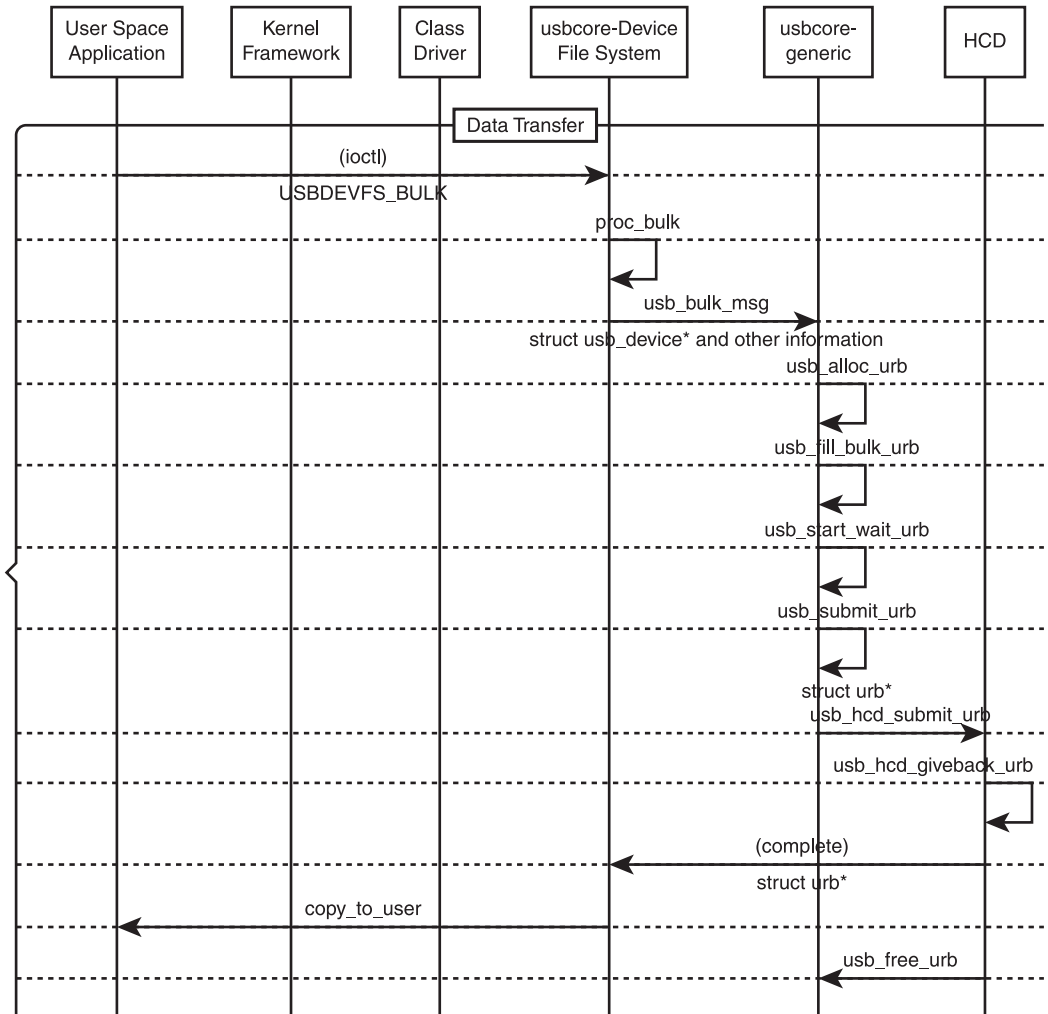 User Space
Application
Kernel
Framework
Class
Driver
usbcore-Device
File System
usbcore-
generic
HCD
Data Transfer
(ioctl)
USBDEVFS_BULK
proc_bulk
usb_bulk_msg
struct usb_device* and other information
usb_alloc_urb
usb_fill_bulk_urb
usb_start_wait_urb
usb_submit_urb
struct urb*
usb_hcd_submit_urb
usb_hcd_giveback_urb
(complete)
struct urb*
copy_to_user
usb_free_urb